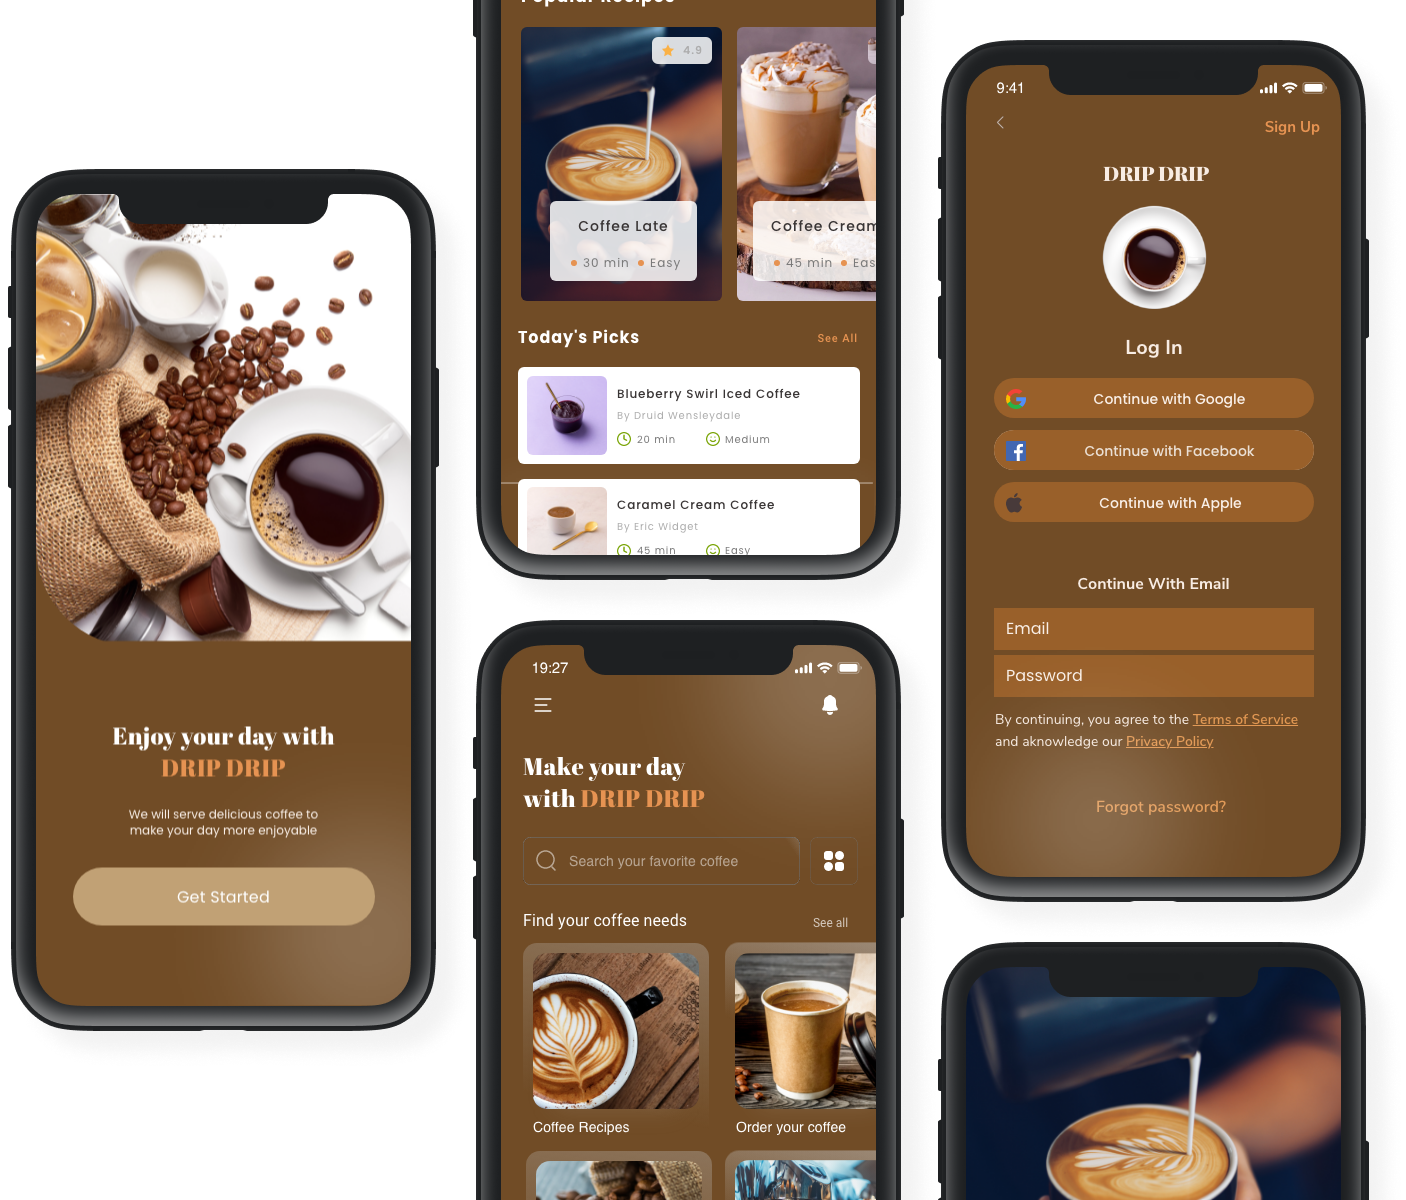 Enjoy your day with
DRIP DRIP
We will serve delicious coffee to
make your day more enjoyable
Get Started
Popular Recipes
4.9
Coffee Late
30 min Easy
Coffee Cream
45 min Eas
Today's Picks
See All
Blueberry Swirl Iced Coffee
By Druid Wensleydale
20 min Medium
Caramel Cream Coffee
By Eric Widget
45 min Easy
19:27
Make your day
with DRIP DRIP
Search your favorite coffee
Find your coffee needs
See all
Coffee Recipes
Order your coffee
9:41
Sign Up
DRIP DRIP
Log In
Continue with Google
Continue with Facebook
Continue with Apple
Continue With Email
Email
Password
By continuing, you agree to the Terms of Service
and aknowledge our Privacy Policy
Forgot password?